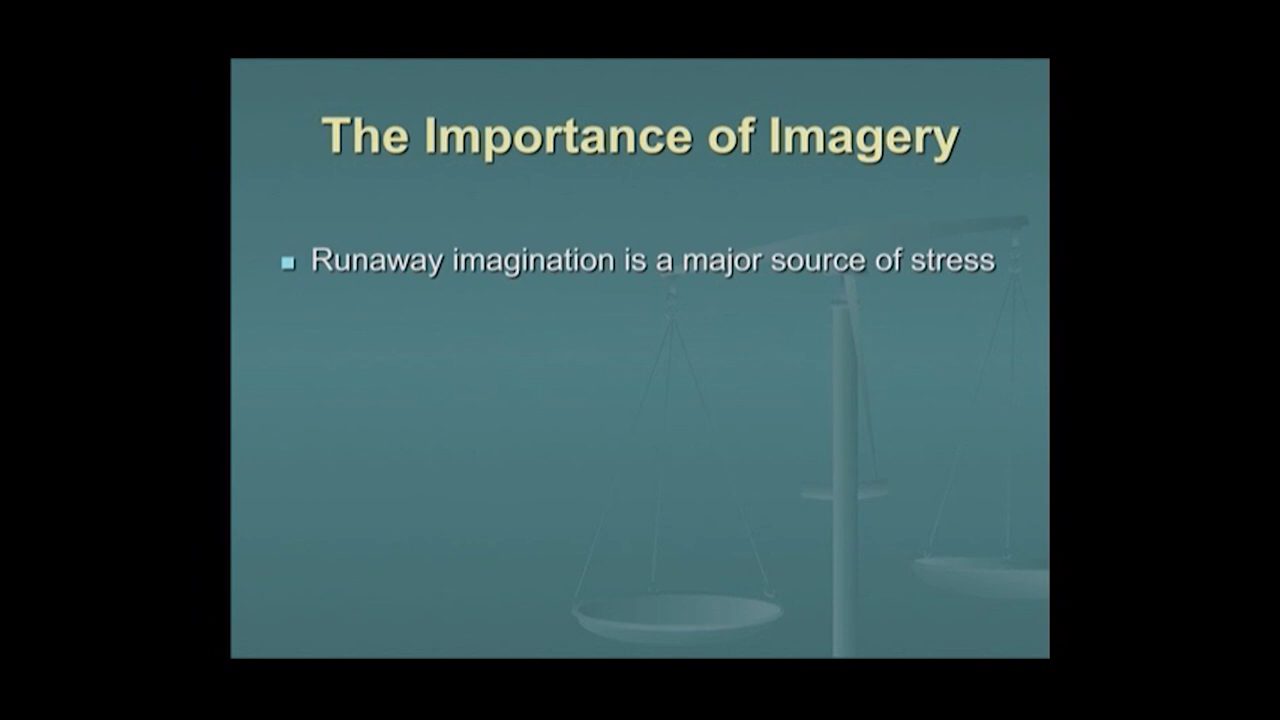 The Importance of Imagery
Runaway imagination is a major source of stress